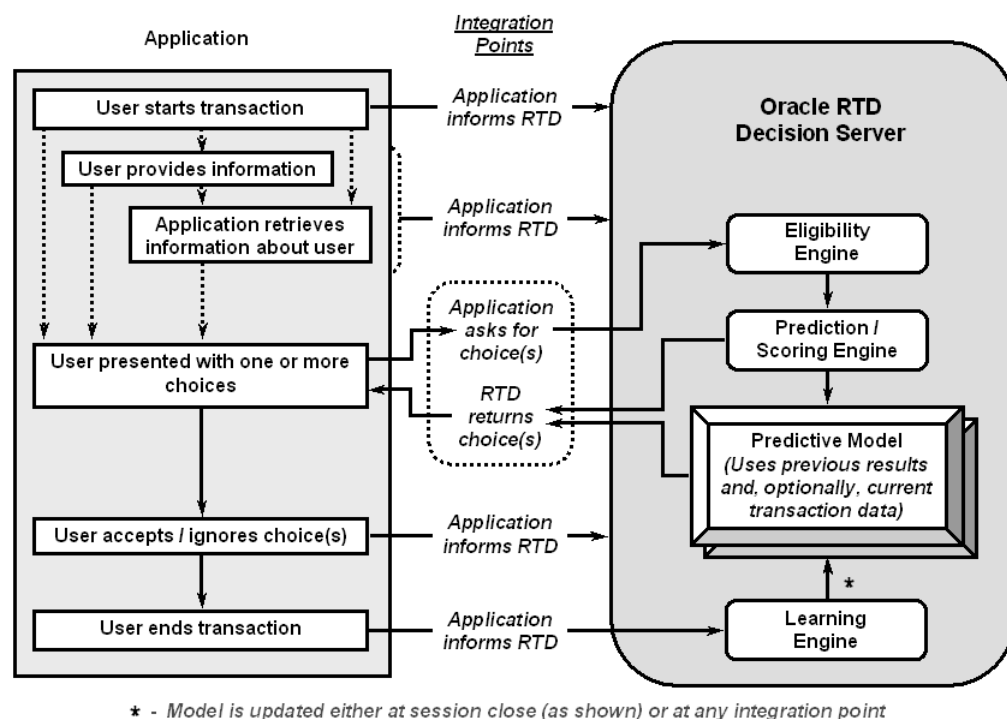 Application
Integration
Points
User starts transaction
Application
informs RTD
Oracle RTD
Decision Server
User provides information
Application retrieves
information about user
Application
informs RTD
Eligibility
Engine
Application
asks for
choice(s)
Prediction /
Scoring Engine
User presented with one or more
choices
RTD
returns
choice(s)
Predictive Model
(Uses previous results
and, optionally, current
transaction data)
User accepts / ignores choice(s)
Application
informs RTD
*
User ends transaction
Application
informs RTD
Learning
Engine
* - Model is updated either at session close (as shown) or at any integration point